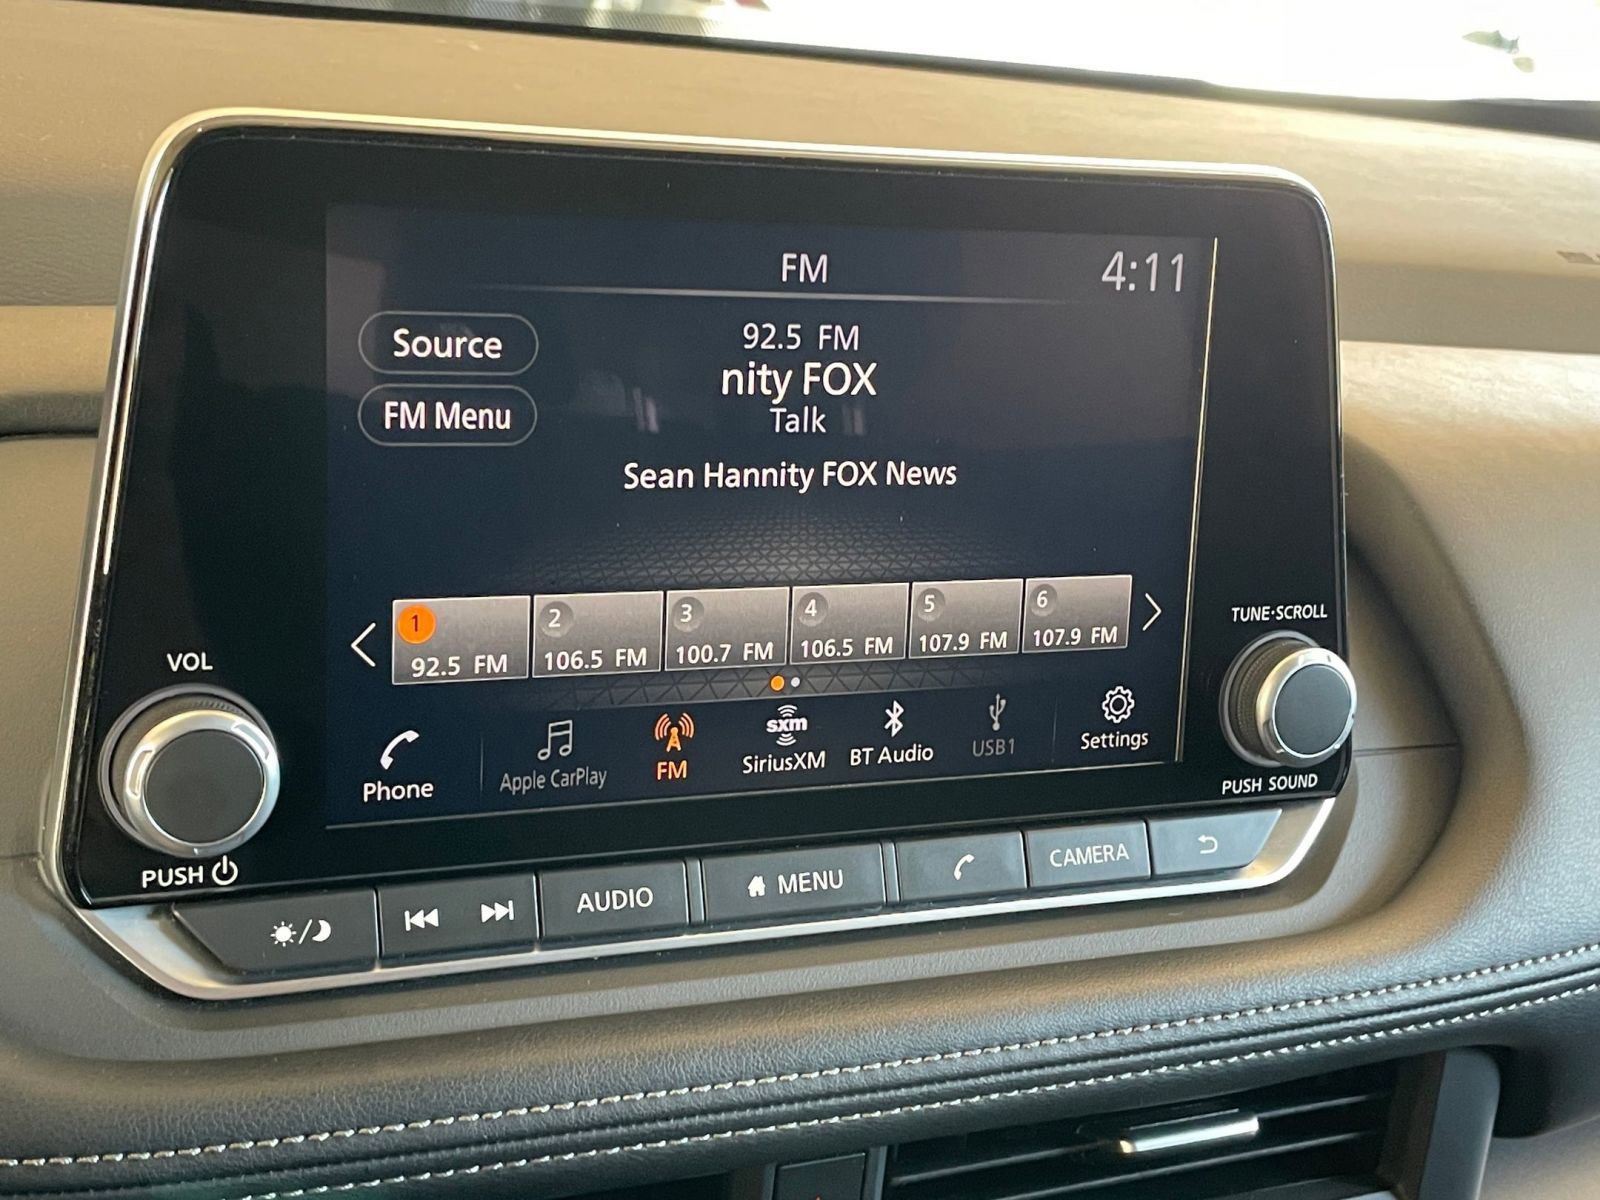 FM
4:11
Source
92.5 FM
nity FOX
FM Menu
Talk
Sean Hannity FOX News
1
92.5 FM
2
106.5 FM
3
100.7 FM
4
106.5 FM
5
107.9 FM
6
107.9 FM
VOL
TUNE·SCROLL
Phone
Apple CarPlay
FM
sxm
SiriusXM
BT Audio
USB1
Settings
PUSH
PUSH SOUND
AUDIO
MENU
CAMERA